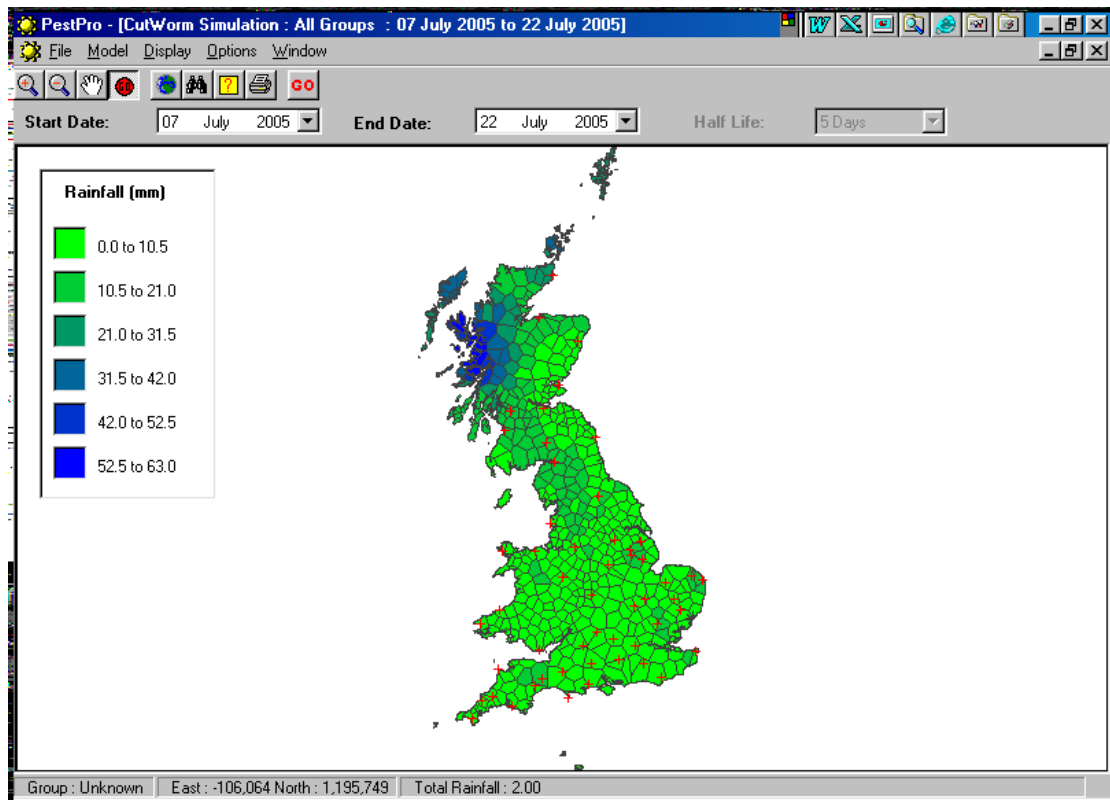 PestPro - [CutWorm Simulation : All Groups : 07 July 2005 to 22 July 2005]
File Model Display Options Window
GO
Start Date: 07 July 2005 End Date: 22 July 2005 Half Life: 5 Days
Rainfall (mm)
0.0 to 10.5
10.5 to 21.0
21.0 to 31.5
31.5 to 42.0
42.0 to 52.5
52.5 to 63.0
Group : Unknown East : -106,064 North : 1,195,749 Total Rainfall : 2.00